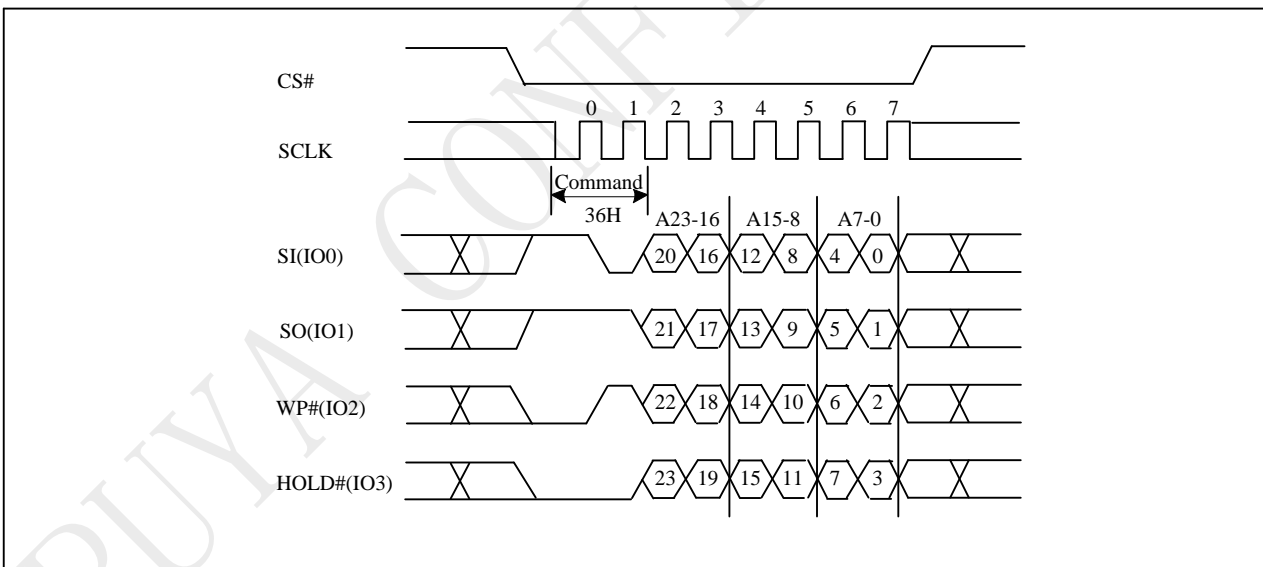 PUYA CONF
CS#
0 1 2 3 4 5 6 7
SCLK
Command
36H
A23-16 A15-8 A7-0
SI(IO0) 20 16 12 8 4 0
SO(IO1) 21 17 13 9 5 1
WP#(IO2) 22 18 14 10 6 2
HOLD#(IO3) 23 19 15 11 7 3